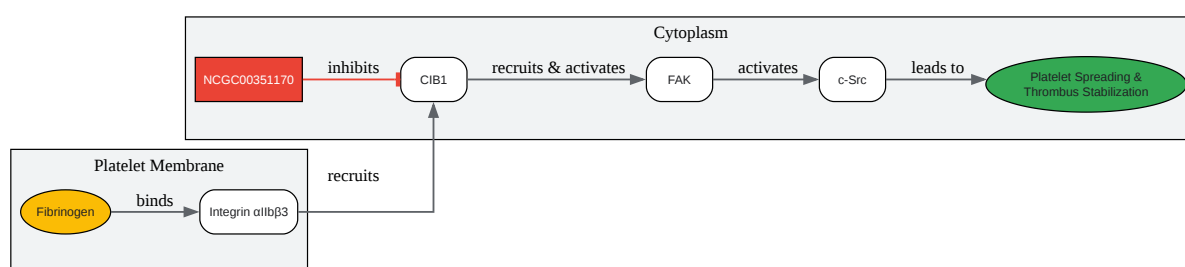 Cytoplasm
NCGC00351170
inhibits
CIB1
recruits & activates
FAK
activates
c-Src
leads to
Platelet Spreading &
Thrombus Stabilization
Platelet Membrane
recruits
Fibrinogen
binds
Integrin αIIbβ3